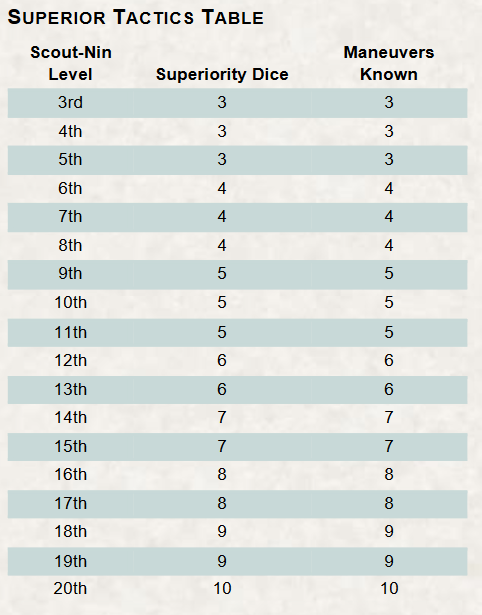 SUPERIOR TACTICS TABLE
Scout-Nin Level Superiority Dice Maneuvers Known
3rd 3 3
4th 3 3
5th 3 3
6th 4 4
7th 4 4
8th 4 4
9th 5 5
10th 5 5
11th 5 5
12th 6 6
13th 6 6
14th 7 7
15th 7 7
16th 8 8
17th 8 8
18th 9 9
19th 9 9
20th 10 10